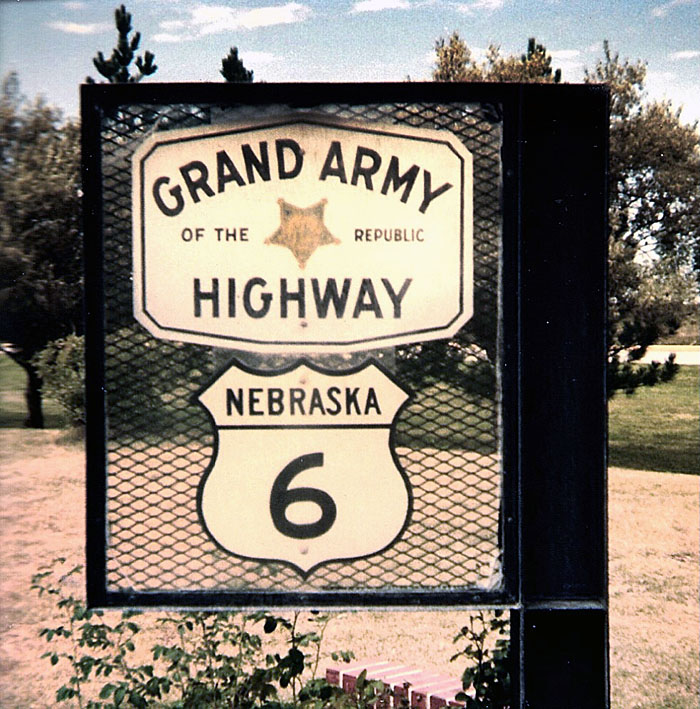 GRAND ARMY
OF THE REPUBLIC
HIGHWAY
NEBRASKA
6